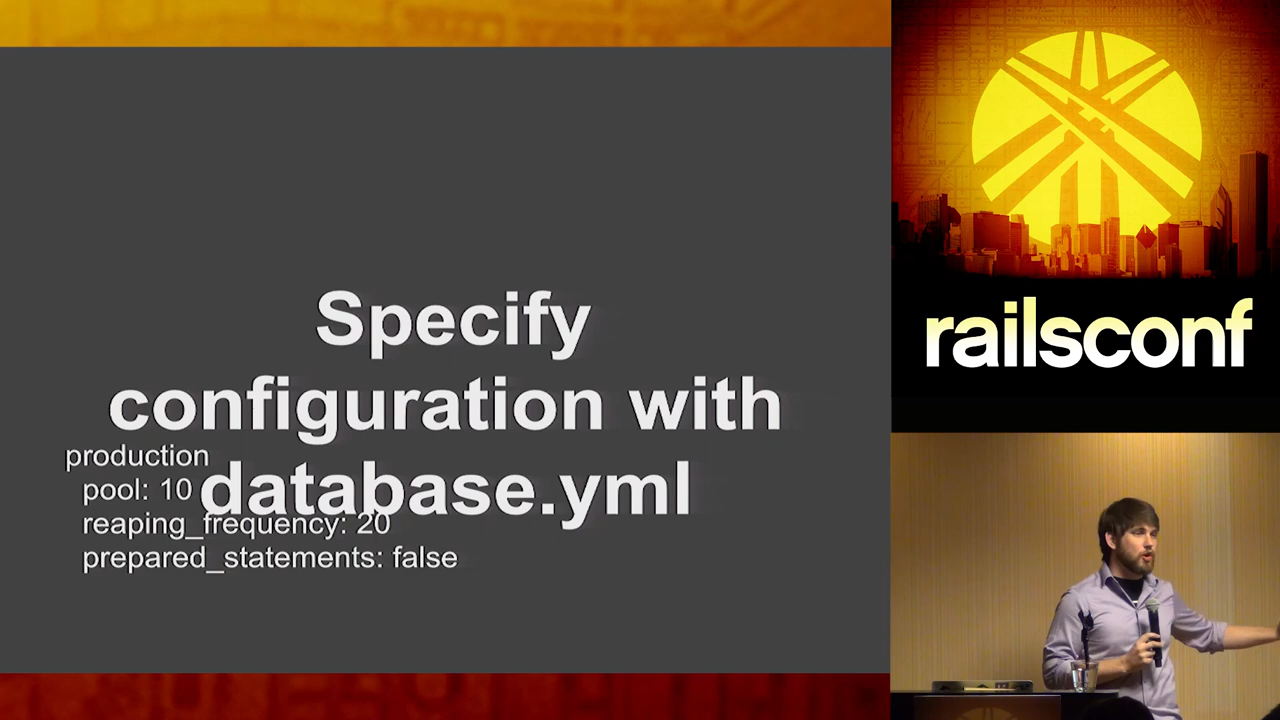 Specify
configuration with
database.yml
production
pool: 10
reaping_frequency: 20
prepared_statements: false
railsconf